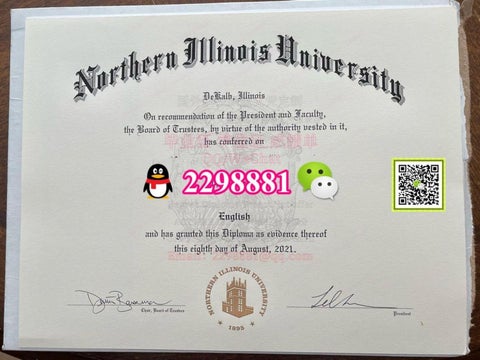 Northern Illinois University
DeKalb, Illinois
On recommendation of the President and Faculty,
the Board of Trustees, by virtue of the authority vested in it,
has conferred on
2298881
English
and has granted this Diploma as evidence thereof
this eighth day of August, 2021.
NORTHERN ILLINOIS UNIVERSITY
1895
Chair, Board of Trustees
President